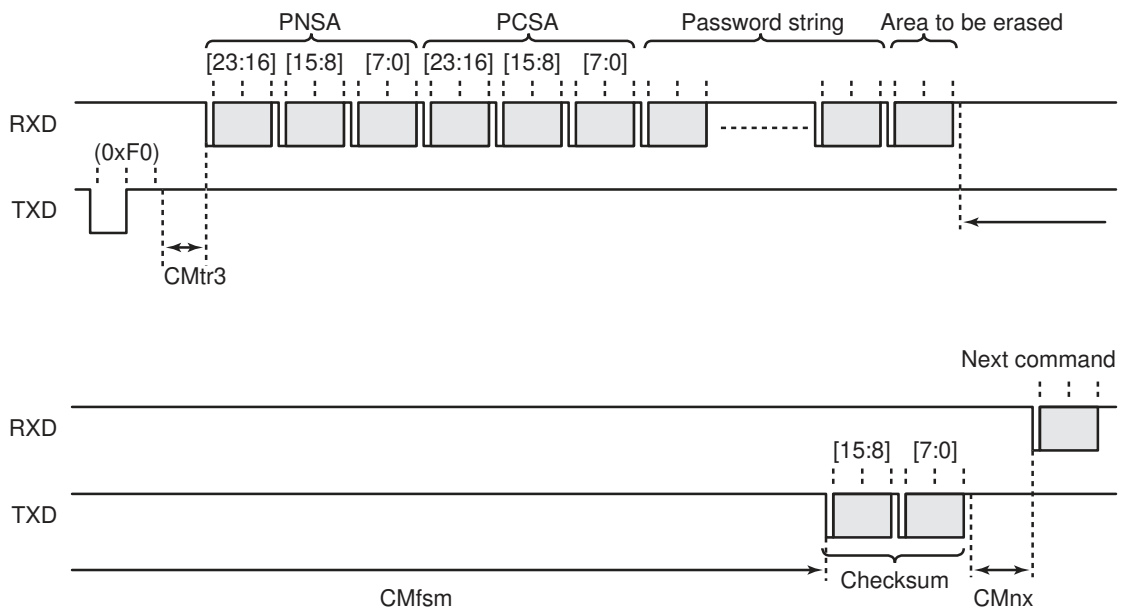 PNSA PCSA Password string Area to be erased
[23:16] [15:8] [7:0] [23:16] [15:8] [7:0]
RXD
(0xF0)
TXD
CMtr3
Next command
RXD
[15:8] [7:0]
TXD
Checksum
CMfsm CMnx